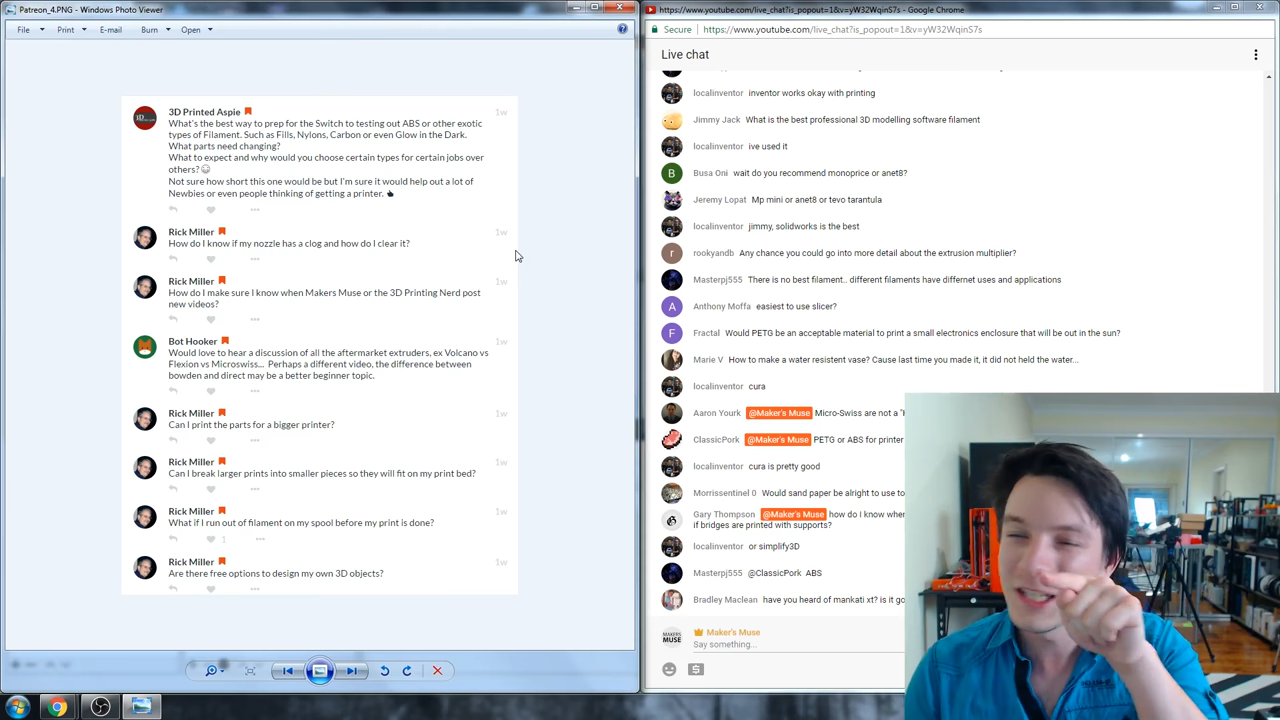 Patreon_4.PNG - Windows Photo Viewer
File Print E-mail Burn Open
3D Printed Aspie 1w
What's the best way to prep for the Switch to testing out ABS or other exotic
types of Filament. Such as Fills, Nylons, Carbon or even Glow in the Dark.
What parts need changing?
What to expect and why would you choose certain types for certain jobs over
others?
Not sure how short this one would be but I'm sure it would help out a lot of
Newbies or even people thinking of getting a printer.
Rick Miller 1w
How do I know if my nozzle has a clog and how do I clear it?
Rick Miller 1w
How do I make sure I know when Makers Muse or the 3D Printing Nerd post
new videos?
Bot Hooker 1w
Would love to hear a discussion of all the aftermarket extruders, ex Volcano vs
Flexion vs Microswiss... Perhaps a different video, the difference between
bowden and direct may be a better beginner topic.
Rick Miller 1w
Can I print the parts for a bigger printer?
Rick Miller 1w
Can I break larger prints into smaller pieces so they will fit on my print bed?
Rick Miller 1w
What if I run out of filament on my spool before my print is done?
1
Rick Miller 1w
Are there free options to design my own 3D objects?
https://www.youtube.com/live_chat?is_popout=1&v=yW32WqinS7s - Google Chrome
Secure https://www.youtube.com/live_chat?is_popout=1&v=yW32WqinS7s
Live chat
localinventor inventor works okay with printing
Jimmy Jack What is the best professional 3D modelling software filament
localinventor ive used it
B Busa Oni wait do you recommend monoprice or anet8?
Jeremy Lopat Mp mini or anet8 or tevo tarantula
localinventor jimmy, solidworks is the best
r rookyandb Any chance you could go into more detail about the extrusion multiplier?
Masterpj555 There is no best filament.. different filaments have differnet uses and applications
A Anthony Moffa easiest to use slicer?
F Fractal Would PETG be an acceptable material to print a small electronics enclosure that will be out in the sun?
Marie V How to make a water resistent vase? Cause last time you made it, it did not held the water...
localinventor cura
Aaron Yourk @Maker's Muse Micro-Swiss are not a
ClassicPork @Maker's Muse PETG or ABS for printer
localinventor cura is pretty good
Morrissentinel 0 Would sand paper be alright to use to
Gary Thompson @Maker's Muse how do I know when
if bridges are printed with supports?
localinventor or simplify3D
Masterpj555 @ClassicPork ABS
Bradley Maclean have you heard of mankati xt? is it go
MAKERS MUSE Maker's Muse
Say something...